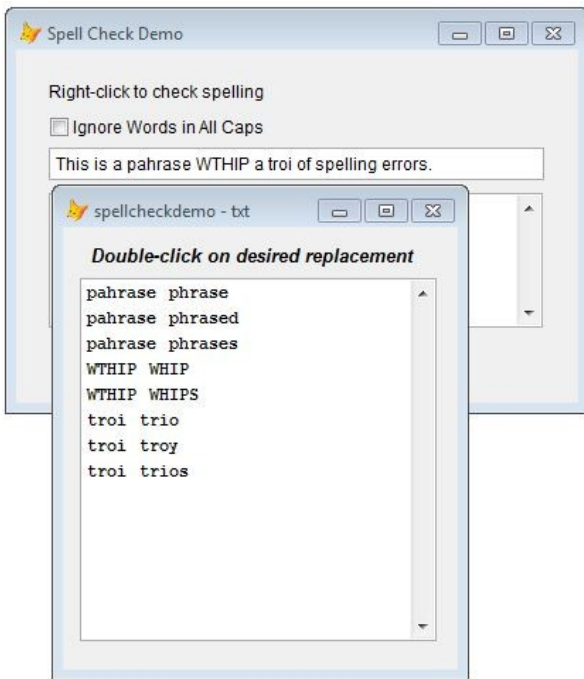 Spell Check Demo
Right-click to check spelling
Ignore Words in All Caps
This is a pahrase WTHIP a troi of spelling errors.
spellcheckdemo - txt
Double-click on desired replacement
pahrase phrase
pahrase phrased
pahrase phrases
WTHIP WHIP
WTHIP WHIPS
troi trio
troi troy
troi trios